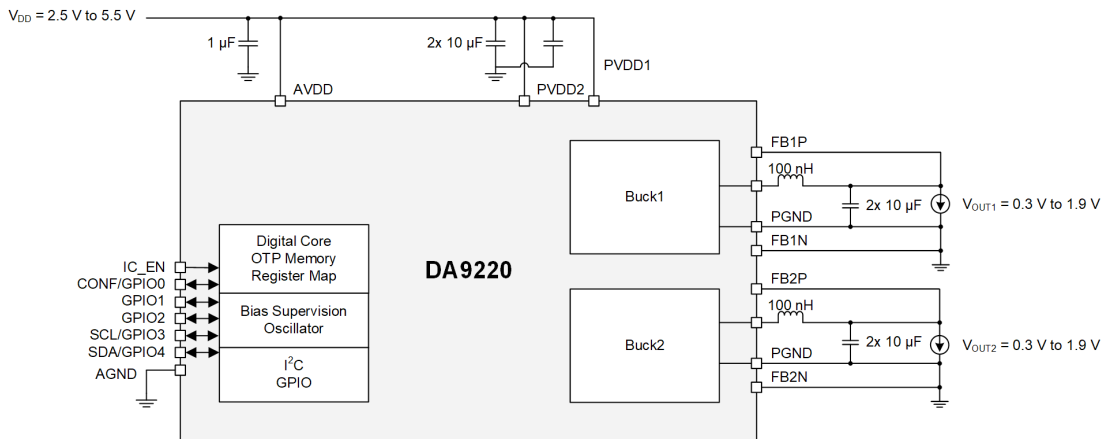 V_DD = 2.5 V to 5.5 V
1 µF
2x 10 µF
PVDD1
AVDD
PVDD2
FB1P
100 nH
Buck1
2x 10 µF
V_OUT1 = 0.3 V to 1.9 V
PGND
FB1N
Digital Core
OTP Memory
Register Map
DA9220
IC_EN
CONF/GPIO0
GPIO1
GPIO2
SCL/GPIO3
SDA/GPIO4
AGND
Bias Supervision
Oscillator
I²C
GPIO
FB2P
100 nH
Buck2
2x 10 µF
V_OUT2 = 0.3 V to 1.9 V
PGND
FB2N